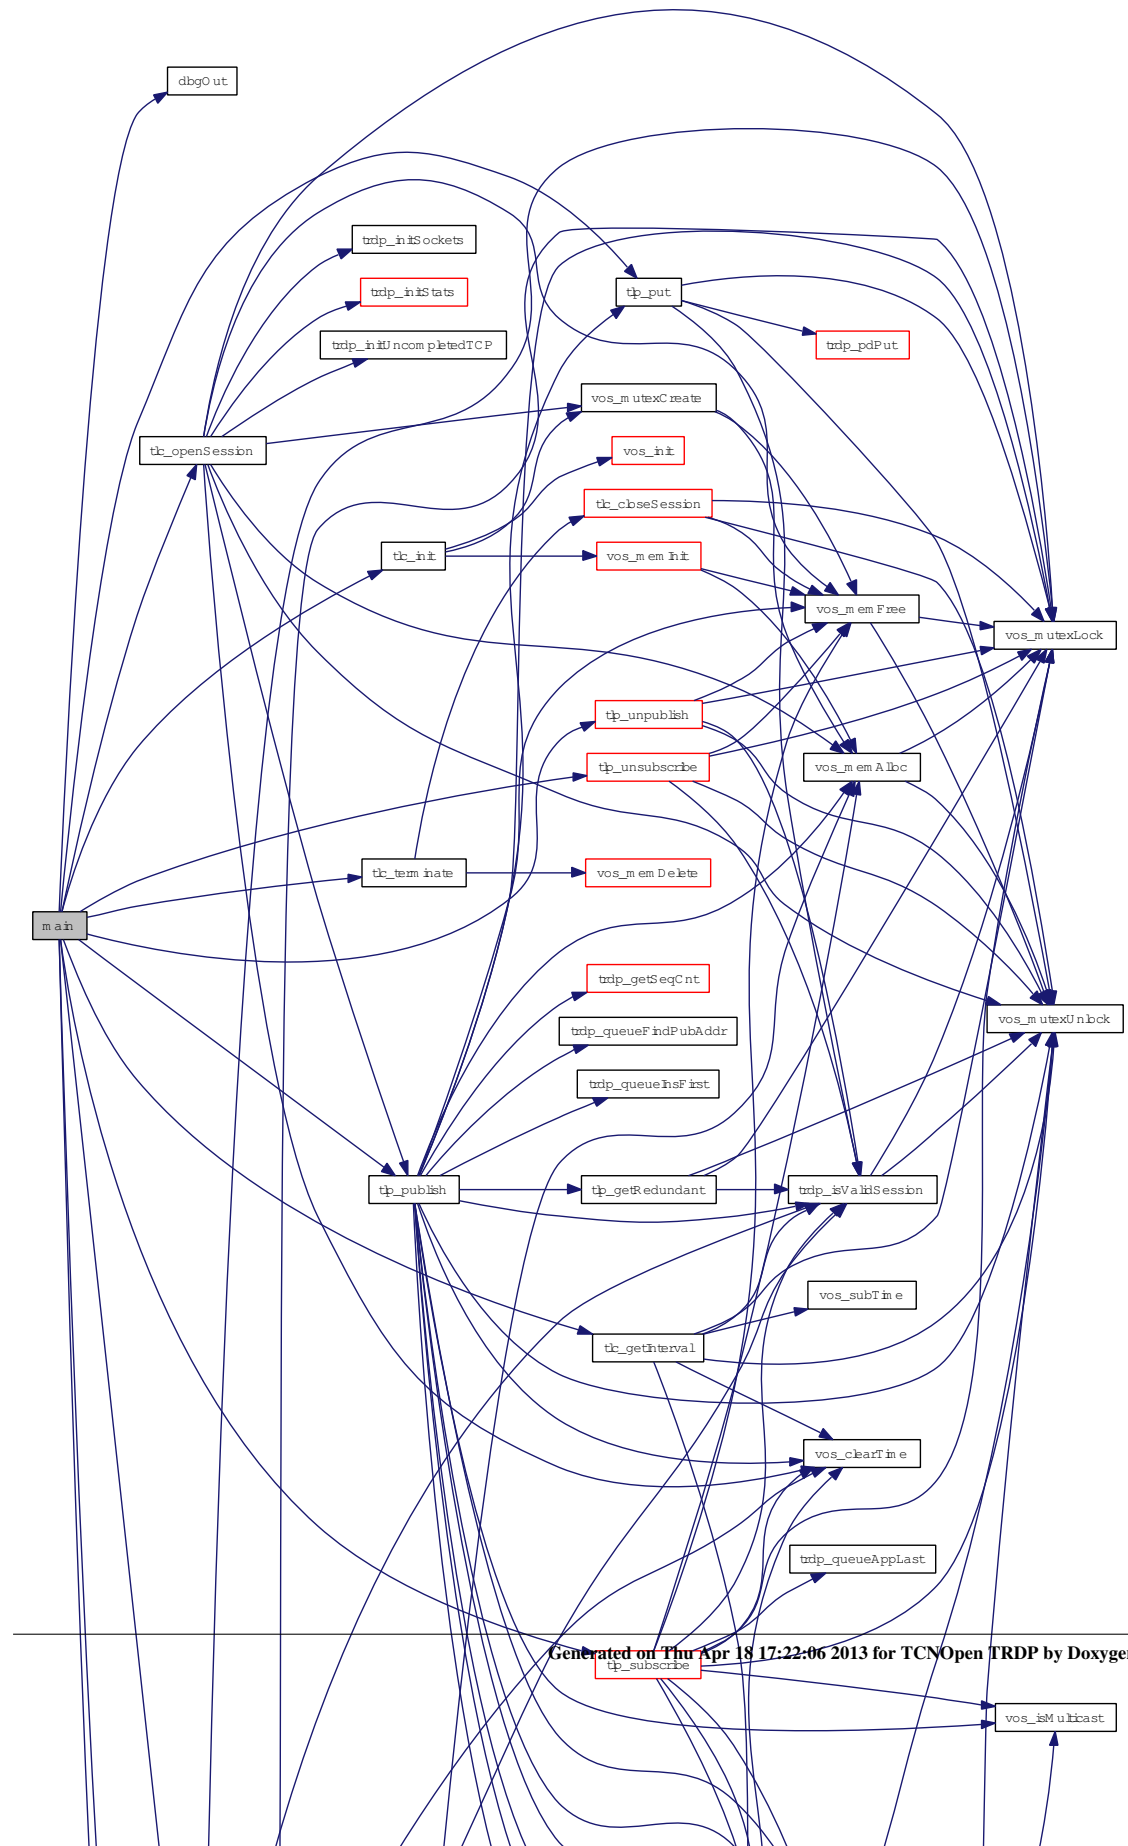 dbgOut
trdp_initSockets
trdp_initStats
tlp_put
trdp_initUncompletedTCP
trdp_pdPut
vos_mutexCreate
tlc_openSession
vos_init
tlc_closeSession
tlc_init
vos_memInit
vos_memFree
vos_mutexLock
tlp_unpublish
tlp_unsubscribe
vos_memAlloc
tlc_terminate
vos_memDelete
main
trdp_getSeqCnt
trdp_queueFindPubAddr
vos_mutexUnlock
trdp_queueInsFirst
tlp_publish
tlp_getRedundant
trdp_isValidSession
vos_subTime
tlc_getInterval
vos_clearTime
trdp_queueAppLast
Generated on Thu Apr 18 17:22:06 2013 for TCNOpen TRDP by Doxygen
tlp_subscribe
vos_isMulticast